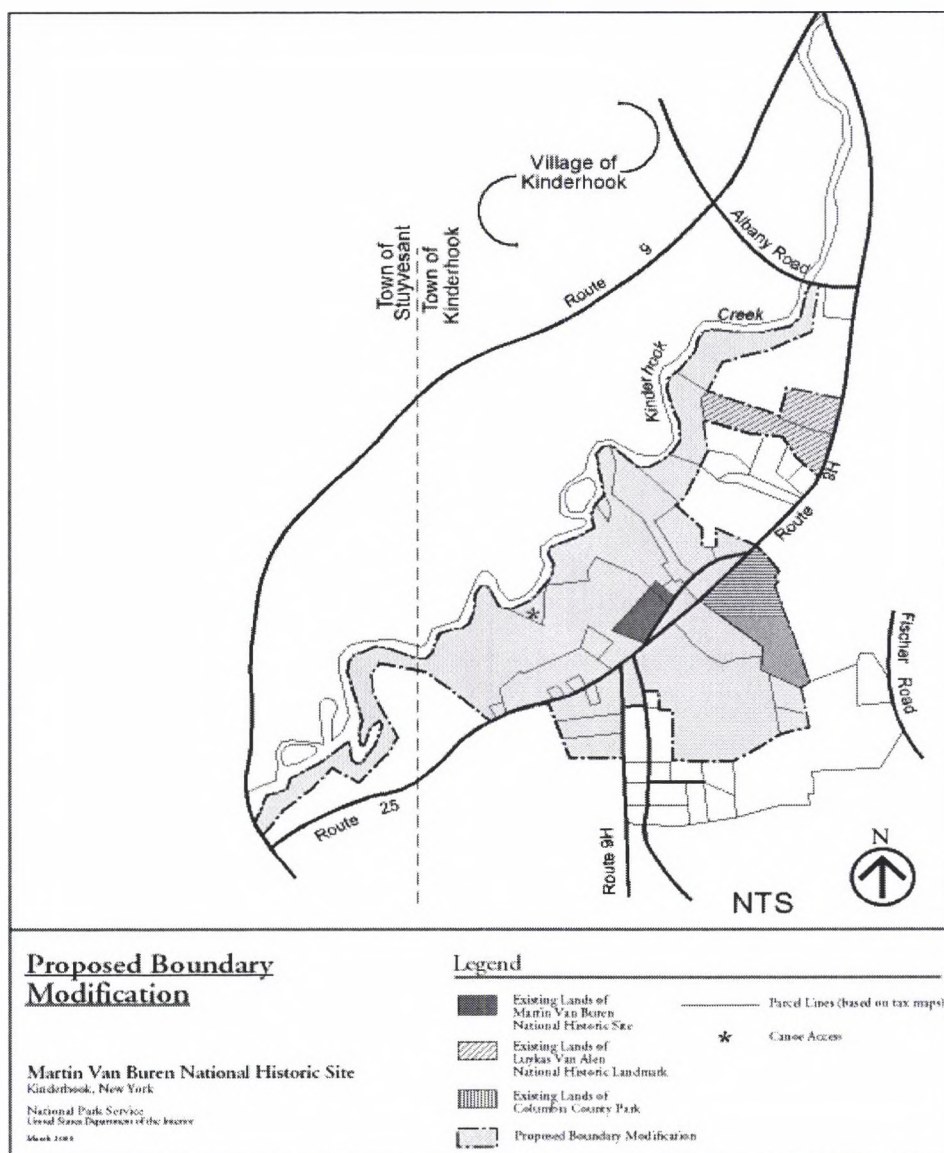 Village of
Kinderhook
Albany Road
Town of
Stuyvesant
Town of
Kinderhook
Route 9
Creek
Kinderhook
Route 9H
Fischer Road
Route 25
Route 9H
N
NTS
Proposed Boundary
Modification
Martin Van Buren National Historic Site
Kinderhook, New York
National Park Service
United States Department of the Interior
Legend
Existing Lands of
Martin Van Buren
National Historic Site
Existing Lands of
Luykas Van Alen
National Historic Landmark
Existing Lands of
Columbia County Park
Proposed Boundary Modification
Parcel Lines (based on tax maps)
* Canoe Access